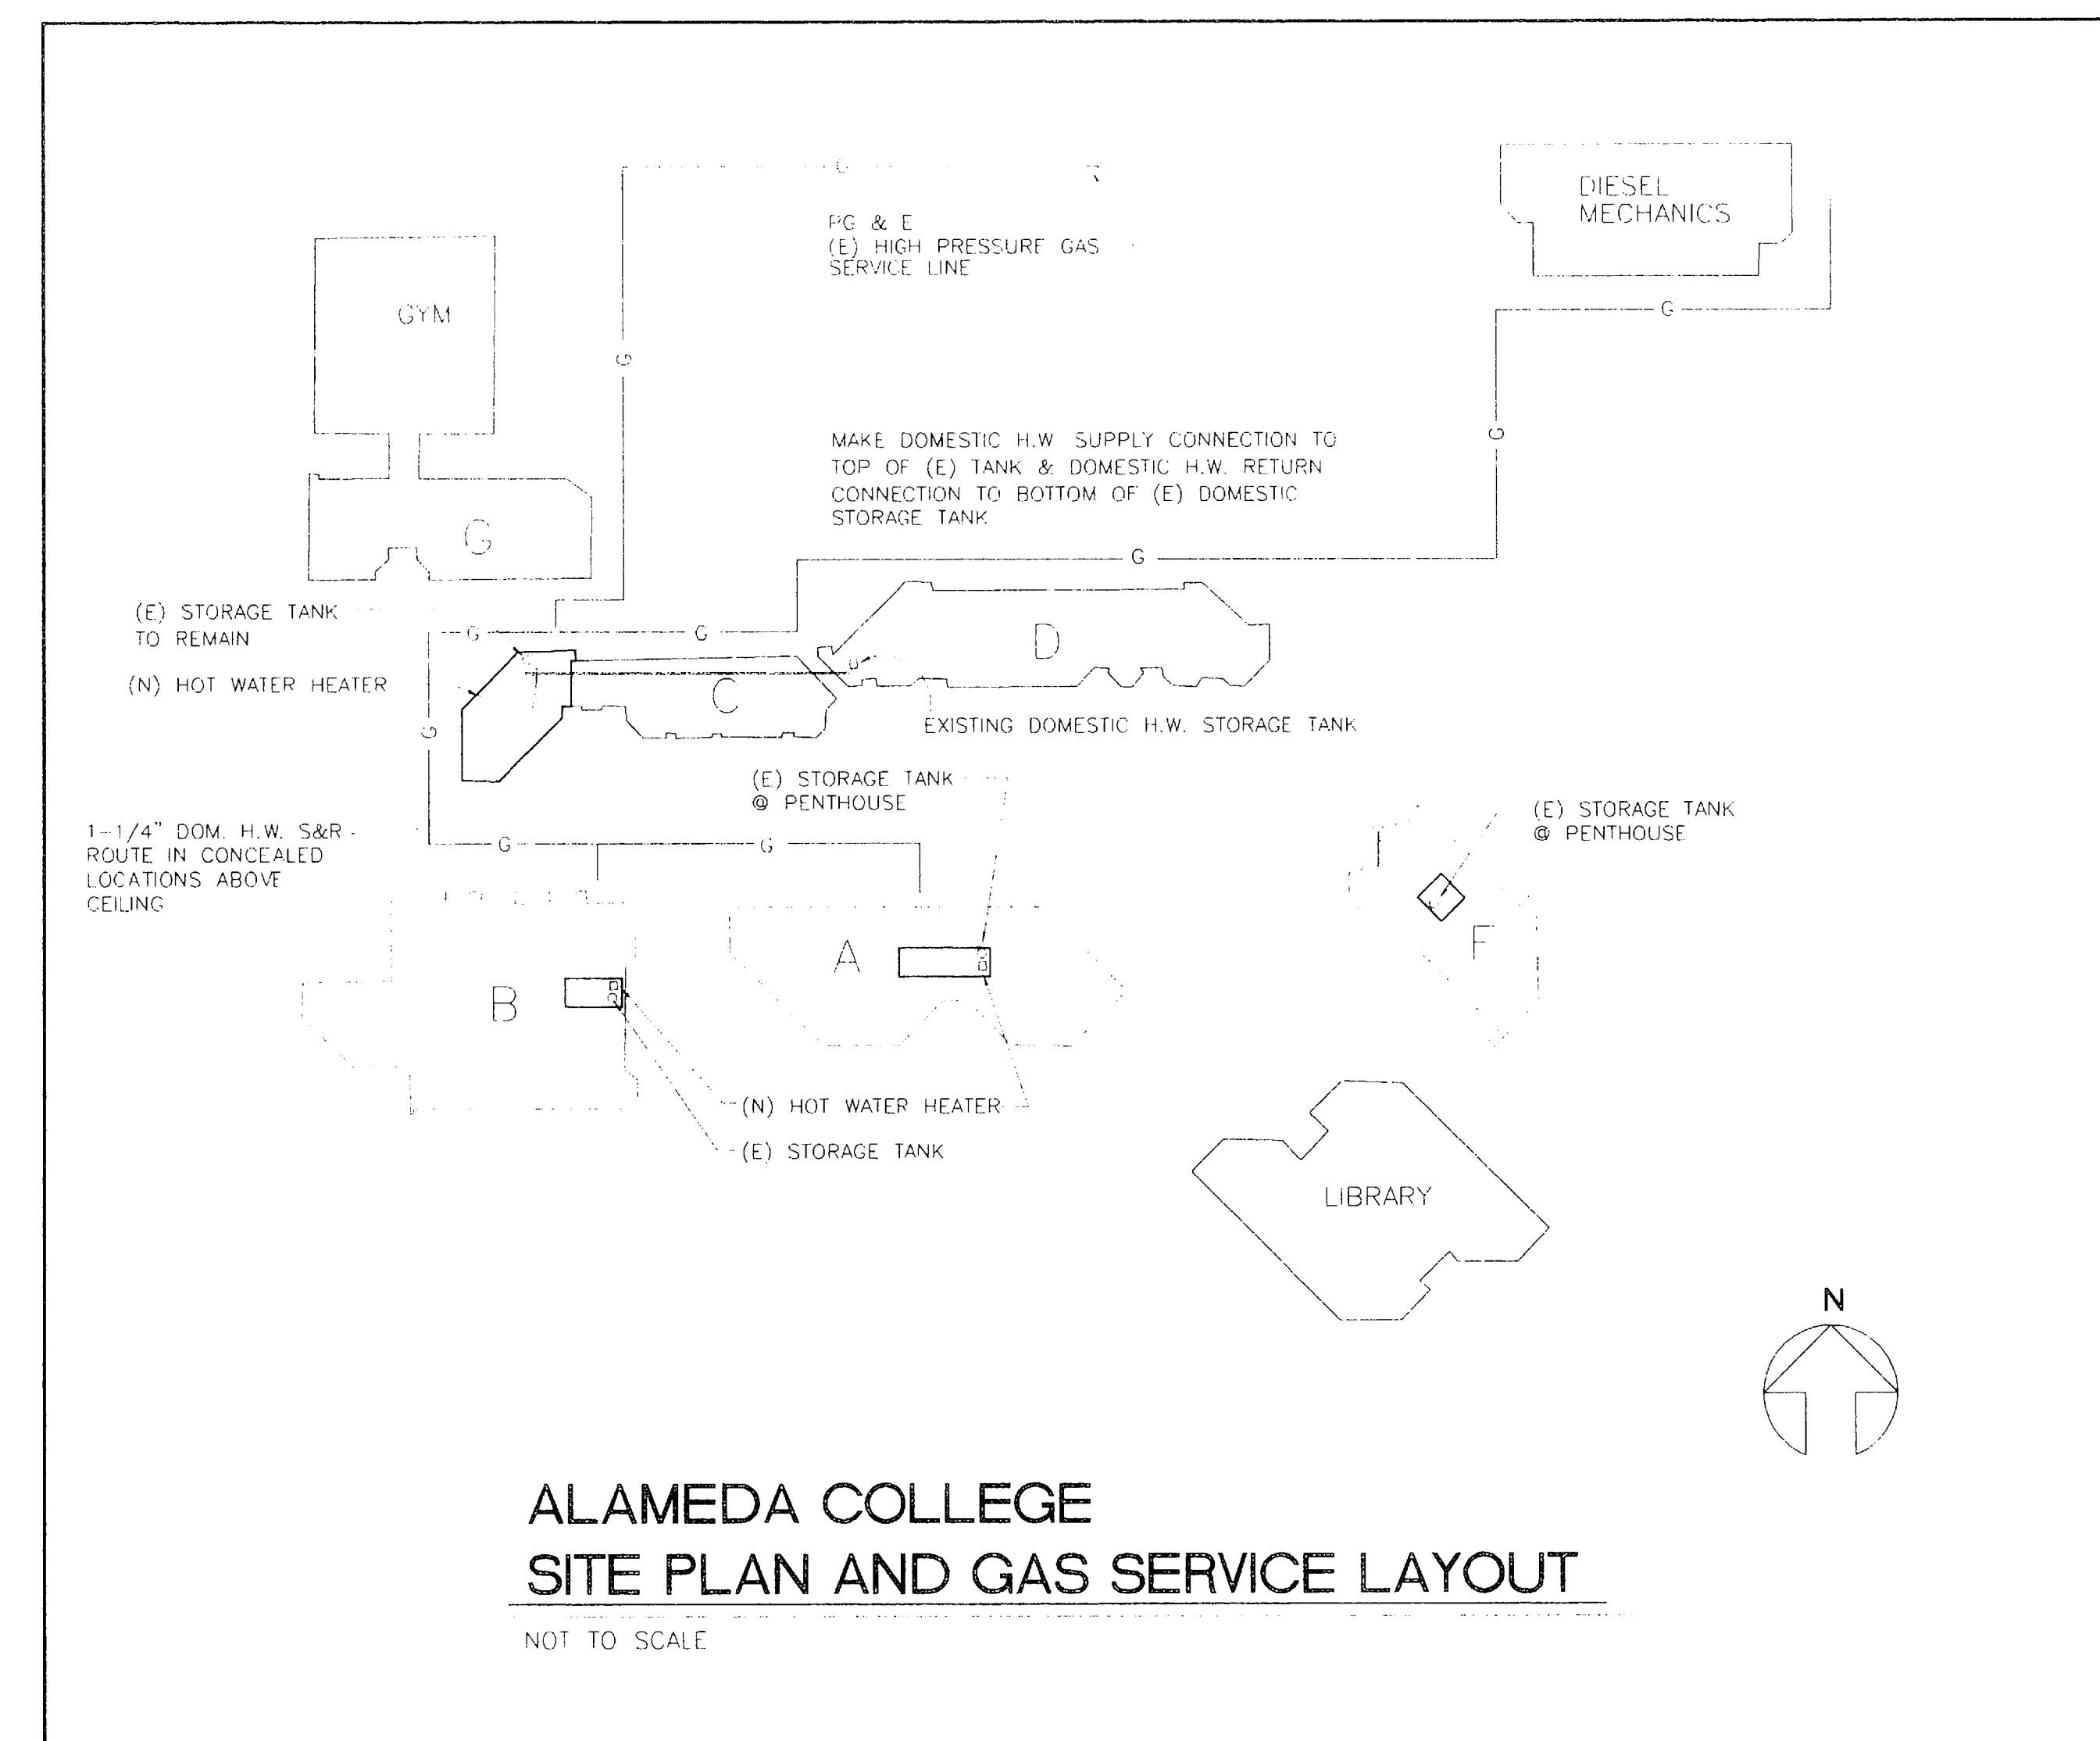 G
PG & E
(E) HIGH PRESSURE GAS
SERVICE LINE
DIESEL
MECHANICS
GYM
G
G
G
MAKE DOMESTIC H.W. SUPPLY CONNECTION TO
TOP OF (E) TANK & DOMESTIC H.W. RETURN
CONNECTION TO BOTTOM OF (E) DOMESTIC
STORAGE TANK
G
G
(E) STORAGE TANK
TO REMAIN
G
G
D
(N) HOT WATER HEATER
C
G
EXISTING DOMESTIC H.W. STORAGE TANK
(E) STORAGE TANK
@ PENTHOUSE
(E) STORAGE TANK
@ PENTHOUSE
1-1/4" DOM. H.W. S&R
ROUTE IN CONCEALED
LOCATIONS ABOVE
CEILING
G
G
A
F
B
(N) HOT WATER HEATER
(E) STORAGE TANK
LIBRARY
N
ALAMEDA COLLEGE
SITE PLAN AND GAS SERVICE LAYOUT
NOT TO SCALE